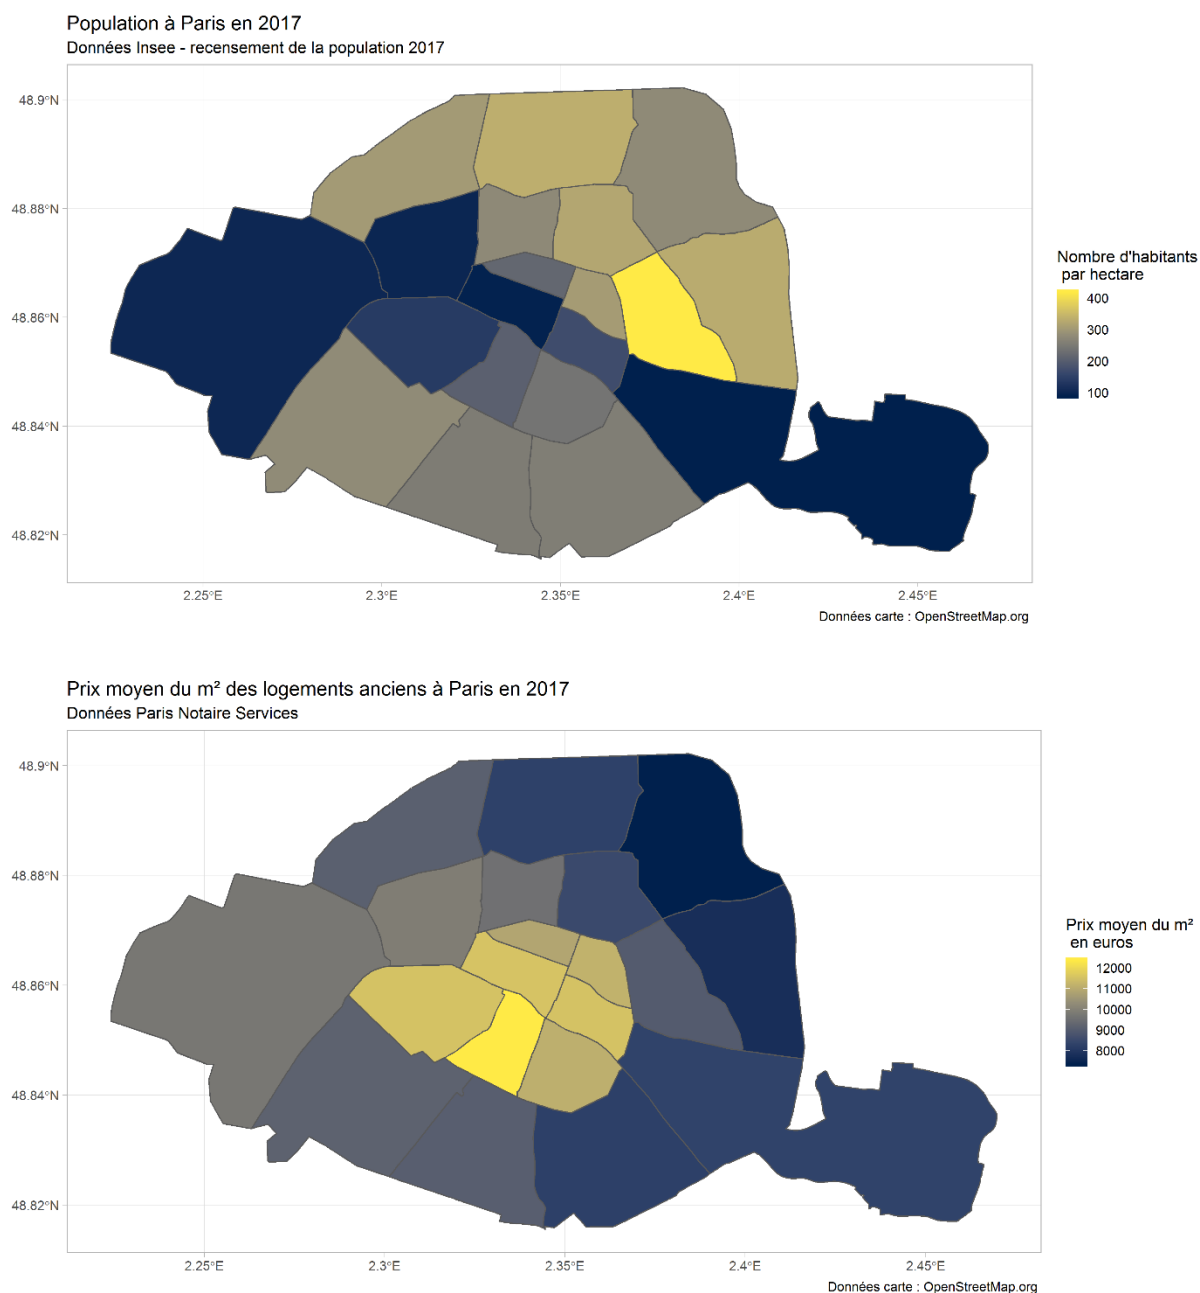 Population à Paris en 2017
Données Insee - recensement de la population 2017
48.9°N
48.88°N
48.86°N
48.84°N
48.82°N
2.25°E
2.3°E
2.35°E
2.4°E
2.45°E
Nombre d'habitants
par hectare
400
300
200
100
Données carte : OpenStreetMap.org
Prix moyen du m² des logements anciens à Paris en 2017
Données Paris Notaire Services
48.9°N
48.88°N
48.86°N
48.84°N
48.82°N
2.25°E
2.3°E
2.35°E
2.4°E
2.45°E
Prix moyen du m²
en euros
12000
11000
10000
9000
8000
Données carte : OpenStreetMap.org